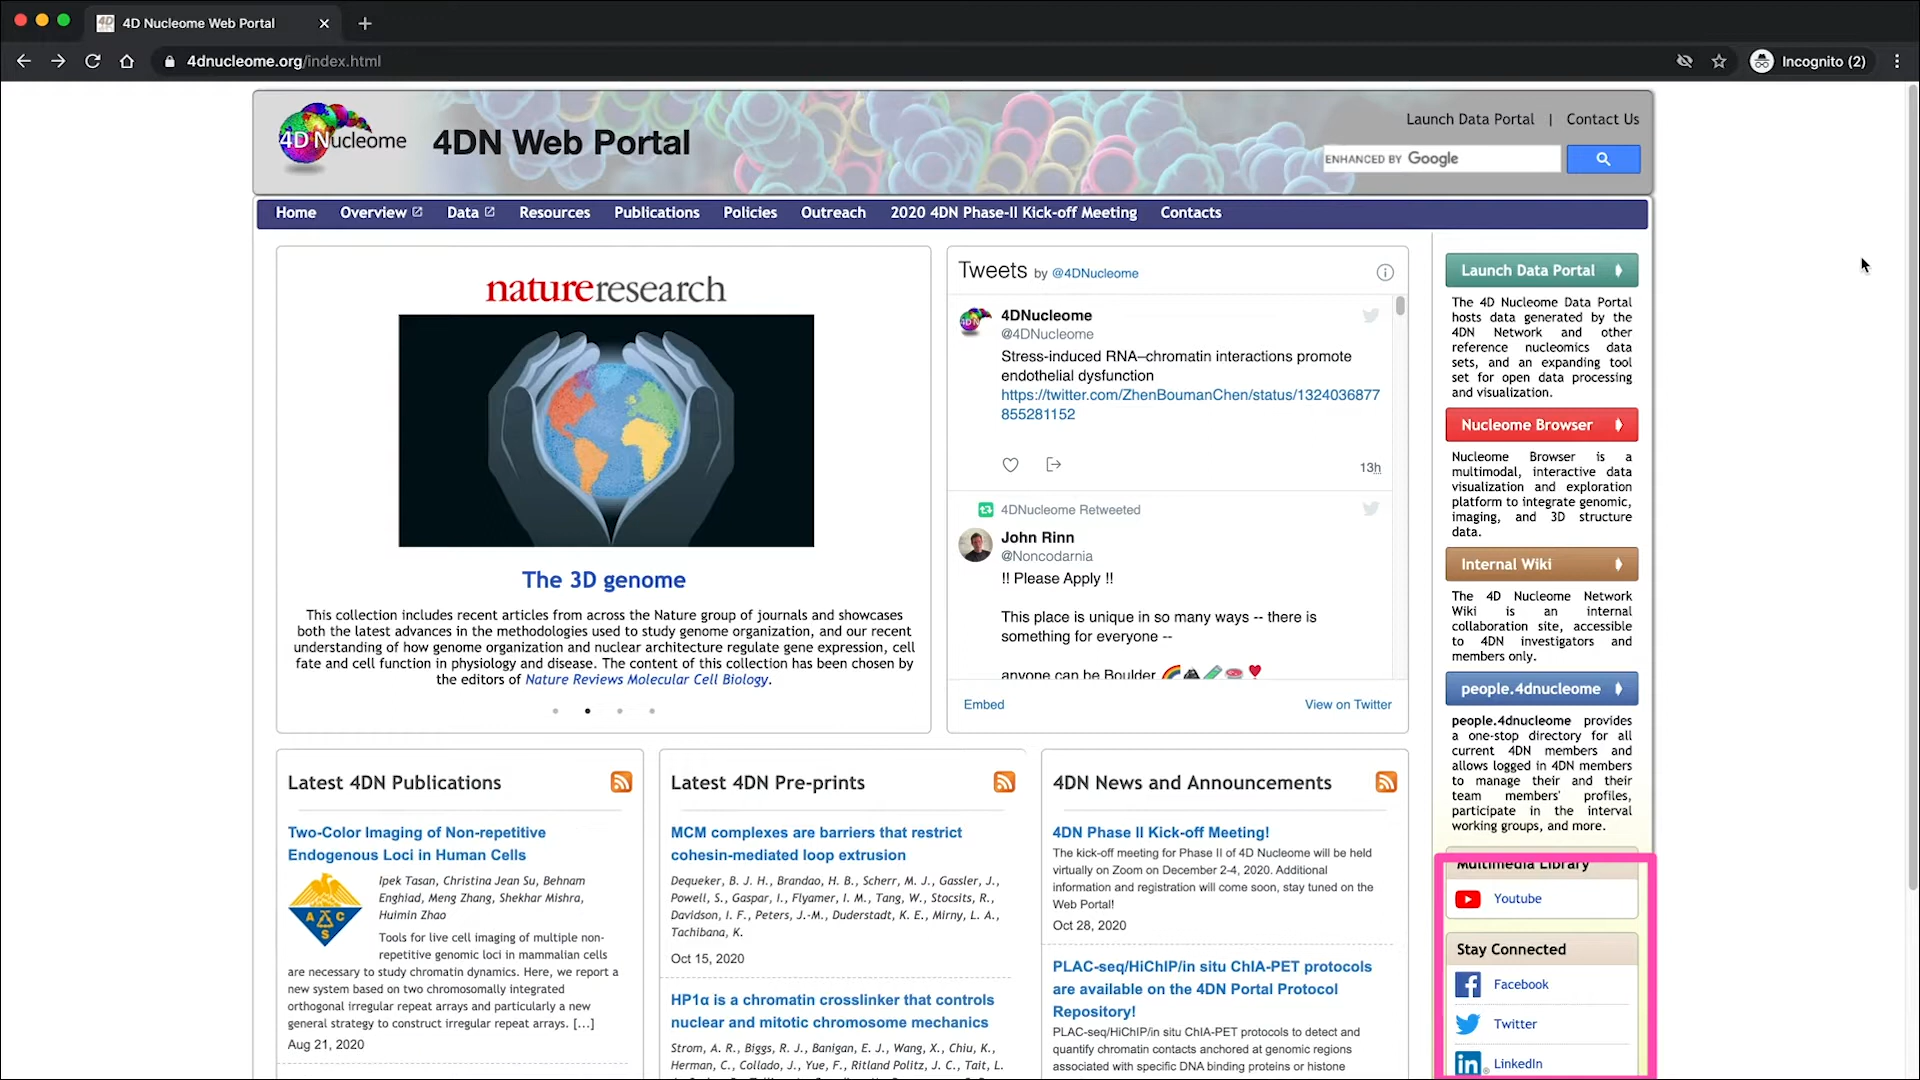 4D Nucleome Web Portal
4dnucleome.org/index.html
Incognito (2)
4D Nucleome
4DN Web Portal
Launch Data Portal | Contact Us
ENHANCED BY Google
Home Overview Data Resources Publications Policies Outreach 2020 4DN Phase-II Kick-off Meeting Contacts
natureresearch
The 3D genome
This collection includes recent articles from across the Nature group of journals and showcases
both the latest advances in the methodologies used to study genome organization, and our recent
understanding of how genome organization and nuclear architecture regulate gene expression, cell
fate and cell function in physiology and disease. The content of this collection has been chosen by
the editors of Nature Reviews Molecular Cell Biology.
Tweets by @4DNucleome
4DN
4DNucleome
@4DNucleome
Stress-induced RNA–chromatin interactions promote
endothelial dysfunction
https://twitter.com/ZhenBoumanChen/status/1324036877
855281152
13h
4DNucleome Retweeted
John Rinn
@Noncodarnia
!! Please Apply !!
This place is unique in so many ways -- there is
something for everyone --
anyone can be Boulder 🌈
Embed
View on Twitter
Launch Data Portal
The 4D Nucleome Data Portal
hosts data generated by the
4DN Network and other
reference nucleomics data
sets, and an expanding tool
set for open data processing
and visualization.
Nucleome Browser
Nucleome Browser is a
multimodal, interactive data
visualization and exploration
platform to integrate genomic,
imaging, and 3D structure
data.
Internal Wiki
The 4D Nucleome Network
Wiki is an internal
collaboration site, accessible
to 4DN investigators and
members only.
people.4dnucleome
people.4dnucleome provides
a one-stop directory for all
current 4DN members and
allows logged in 4DN members
to manage their and their
team members' profiles,
participate in the interval
working groups, and more.
Multimedia Library
Youtube
Stay Connected
Facebook
Twitter
LinkedIn
Latest 4DN Publications
Two-Color Imaging of Non-repetitive
Endogenous Loci in Human Cells
Ipek Tasan, Christina Jean Su, Behnam
Enghiad, Meng Zhang, Shekhar Mishra,
Huimin Zhao
A C S
Tools for live cell imaging of multiple non-
repetitive genomic loci in mammalian cells
are necessary to study chromatin dynamics. Here, we report a
new system based on two chromosomally integrated
orthogonal irregular repeat arrays and particularly a new
general strategy to construct irregular repeat arrays. [...]
Aug 21, 2020
Latest 4DN Pre-prints
MCM complexes are barriers that restrict
cohesin-mediated loop extrusion
Dequeker, B. J. H., Brandao, H. B., Scherr, M. J., Gassler, J.,
Powell, S., Gaspar, I., Flyamer, I. M., Tang, W., Stocsits, R.,
Davidson, I. F., Peters, J.-M., Duderstadt, K. E., Mirny, L. A.,
Tachibana, K.
Oct 15, 2020
HP1α is a chromatin crosslinker that controls
nuclear and mitotic chromosome mechanics
Strom, A. R., Biggs, R. J., Banigan, E. J., Wang, X., Chiu, K.,
Herman, C., Collado, J., Yue, F., Ritland Politz, J. C., Tait, L.
4DN News and Announcements
4DN Phase II Kick-off Meeting!
The kick-off meeting for Phase II of 4D Nucleome will be held
virtually on Zoom on December 2-4, 2020. Additional
information and registration will come soon, stay tuned on the
Web Portal!
Oct 28, 2020
PLAC-seq/HiChIP/in situ ChIA-PET protocols
are available on the 4DN Portal Protocol
Repository!
PLAC-seq/HiChIP/in situ ChIA-PET protocols to detect and
quantify chromatin contacts anchored at genomic regions
associated with specific DNA binding proteins or histone